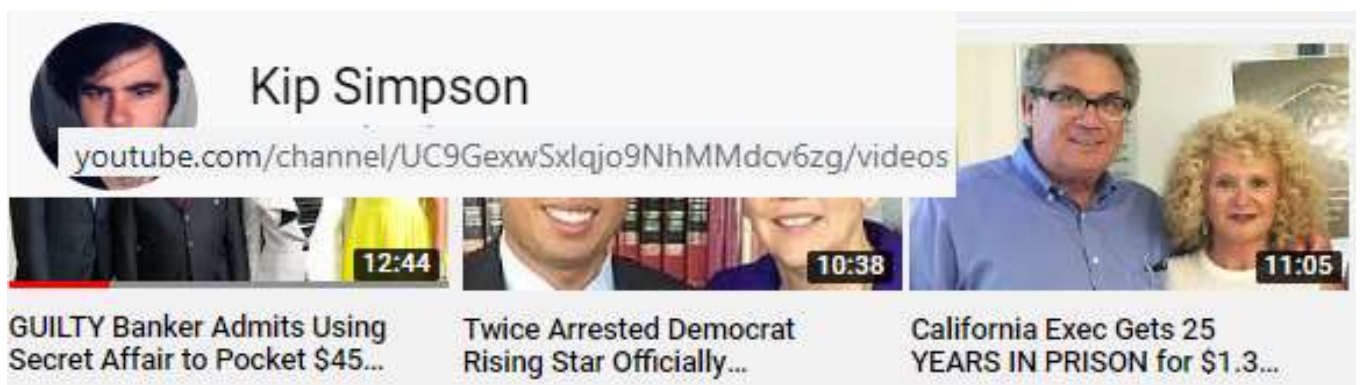 Kip Simpson
youtube.com/channel/UC9GexwSxlqjo9NhMMdcv6zg/videos
12:44
10:38
11:05
GUILTY Banker Admits Using
Secret Affair to Pocket $45...
Twice Arrested Democrat
Rising Star Officially...
California Exec Gets 25
YEARS IN PRISON for $1.3...